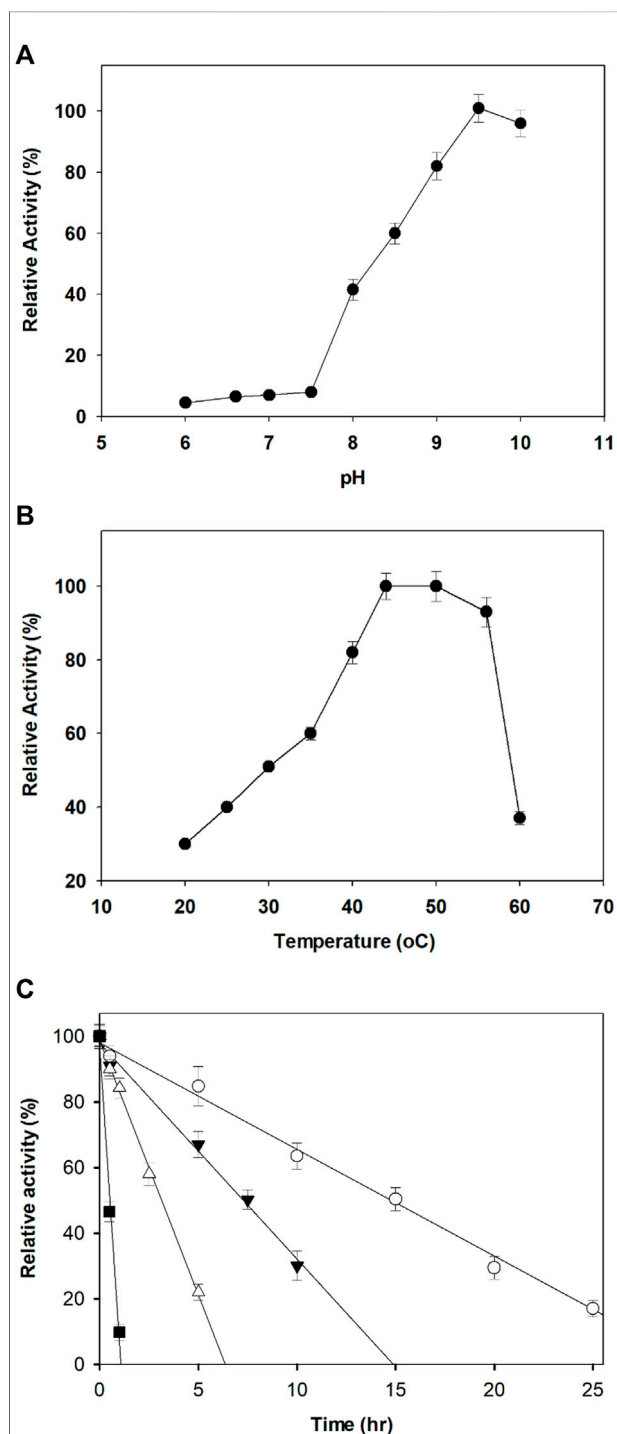 A
Relative Activity (%)
100
80
60
40
20
0
5 6 7 8 9 10 11
pH
B
Relative Activity (%)
100
80
60
40
20
10 20 30 40 50 60 70
Temperature (oC)
C
Relative activity (%)
100
80
60
40
20
0
0 5 10 15 20 25
Time (hr)